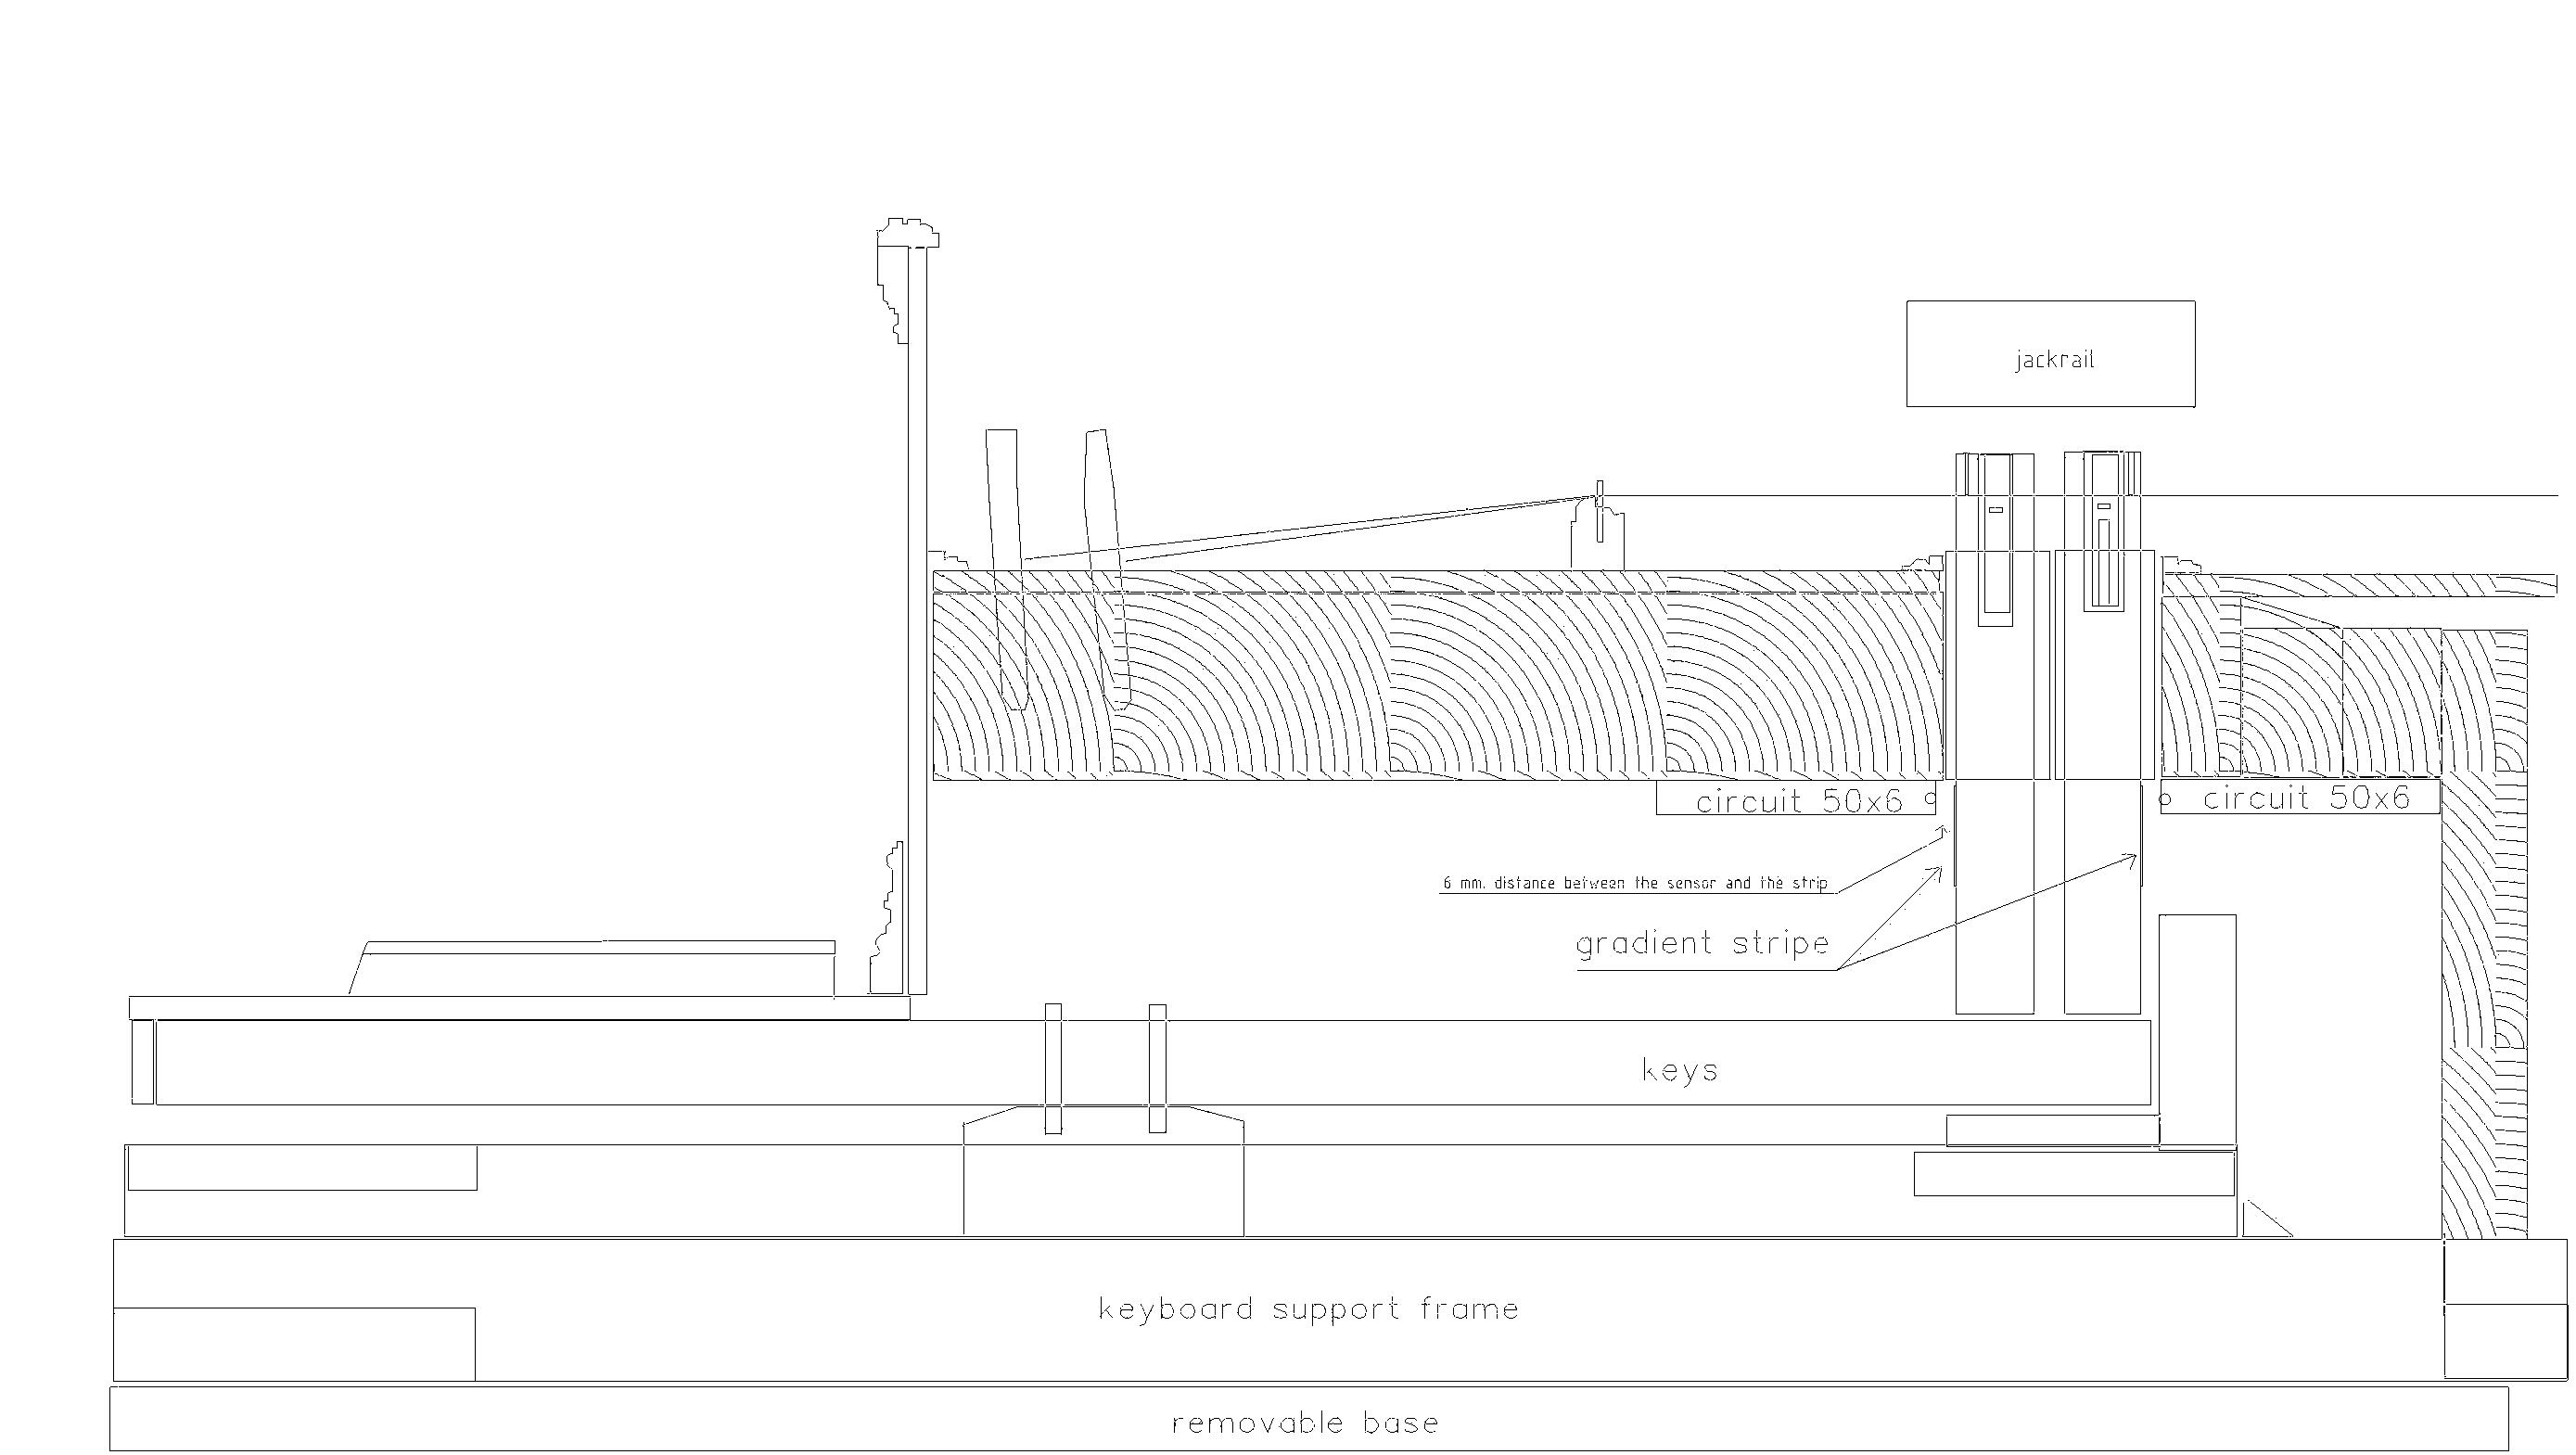 jackrail
circuit 50x6
circuit 50x6
6 mm. distance between the sensor and the strip
gradient stripe
keys
keyboard support frame
removable base